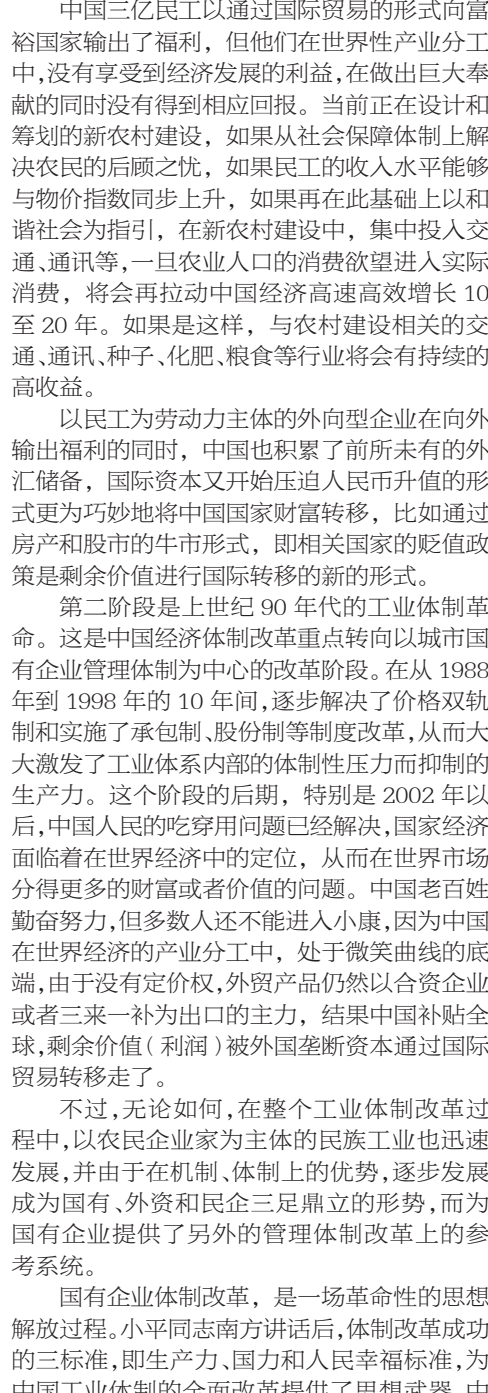 中国三亿民工以通过国际贸易的形式向富
裕国家输出了福利，但他们在世界性产业分工
中,没有享受到经济发展的利益,在做出巨大奉
献的同时没有得到相应回报。当前正在设计和
筹划的新农村建设，如果从社会保障体制上解
决农民的后顾之忧，如果民工的收入水平能够
与物价指数同步上升，如果再在此基础上以和
谐社会为指引，在新农村建设中，集中投入交
通、通讯等,一旦农业人口的消费欲望进入实际
消费，将会再拉动中国经济高速高效增长 10
至 20 年。如果是这样，与农村建设相关的交
通、通讯、种子、化肥、粮食等行业将会有持续的
高收益。
以民工为劳动力主体的外向型企业在向外
输出福利的同时，中国也积累了前所未有的外
汇储备，国际资本又开始压迫人民币升值的形
式更为巧妙地将中国国家财富转移，比如通过
房产和股市的牛市形式，即相关国家的贬值政
策是剩余价值进行国际转移的新的形式。
第二阶段是上世纪 90 年代的工业体制革
命。这是中国经济体制改革重点转向以城市国
有企业管理体制为中心的改革阶段。在从 1988
年到 1998 年的 10 年间,逐步解决了价格双轨
制和实施了承包制、股份制等制度改革,从而大
大激发了工业体系内部的体制性压力而抑制的
生产力。这个阶段的后期，特别是 2002 年以
后,中国人民的吃穿用问题已经解决,国家经济
面临着在世界经济中的定位，从而在世界市场
分得更多的财富或者价值的问题。中国老百姓
勤奋努力,但多数人还不能进入小康,因为中国
在世界经济的产业分工中，处于微笑曲线的底
端,由于没有定价权,外贸产品仍然以合资企业
或者三来一补为出口的主力，结果中国补贴全
球,剩余价值(利润)被外国垄断资本通过国际
贸易转移走了。
不过,无论如何,在整个工业体制改革过
程中,以农民企业家为主体的民族工业也迅速
发展,并由于在机制、体制上的优势,逐步发展
成为国有、外资和民企三足鼎立的形势,而为
国有企业提供了另外的管理体制改革上的参
考系统。
国有企业体制改革，是一场革命性的思想
解放过程。小平同志南方讲话后,体制改革成功
的三标准,即生产力、国力和人民幸福标准,为
中国工业体制的全面改革提供了思想武器。中